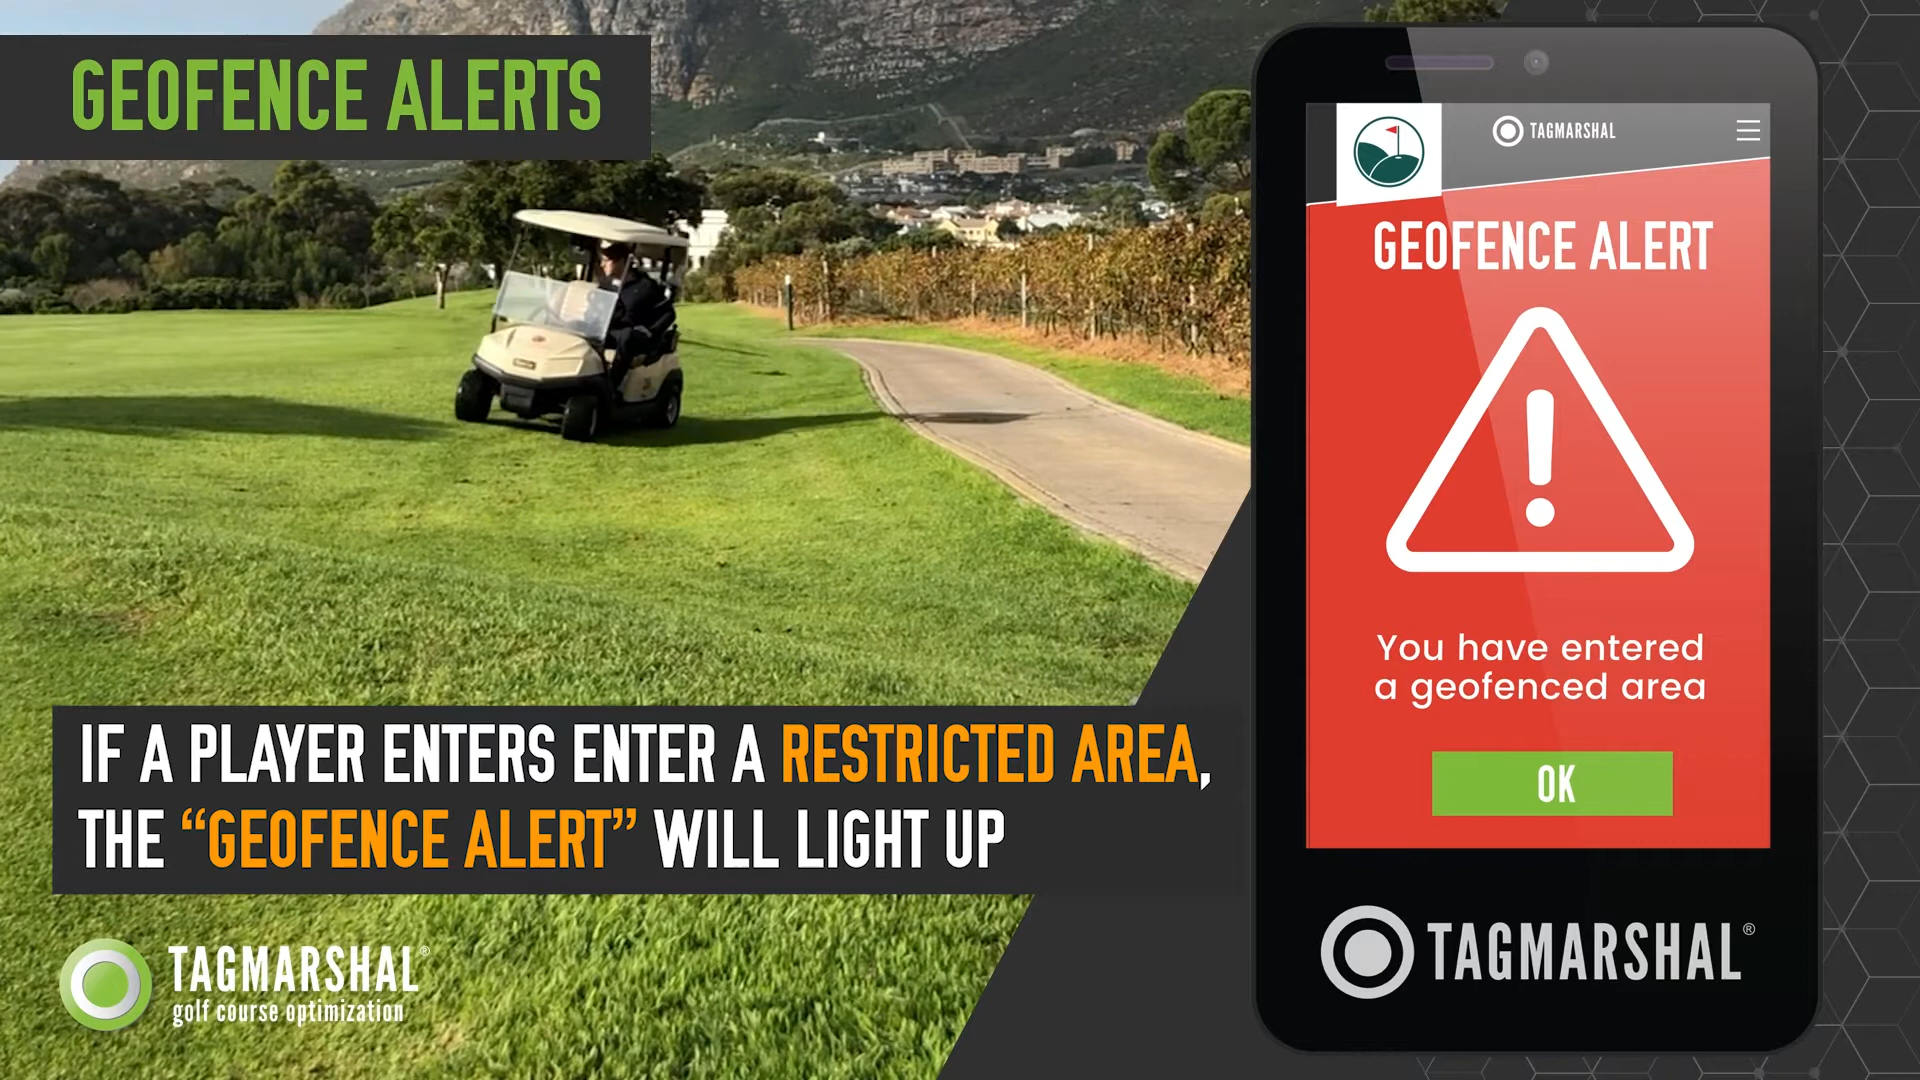 GEOFENCE ALERTS
IF A PLAYER ENTERS ENTER A RESTRICTED AREA,
THE “GEOFENCE ALERT” WILL LIGHT UP
TAGMARSHAL®
golf course optimization
TAGMARSHAL
GEOFENCE ALERT
!
You have entered
a geofenced area
OK
TAGMARSHAL®